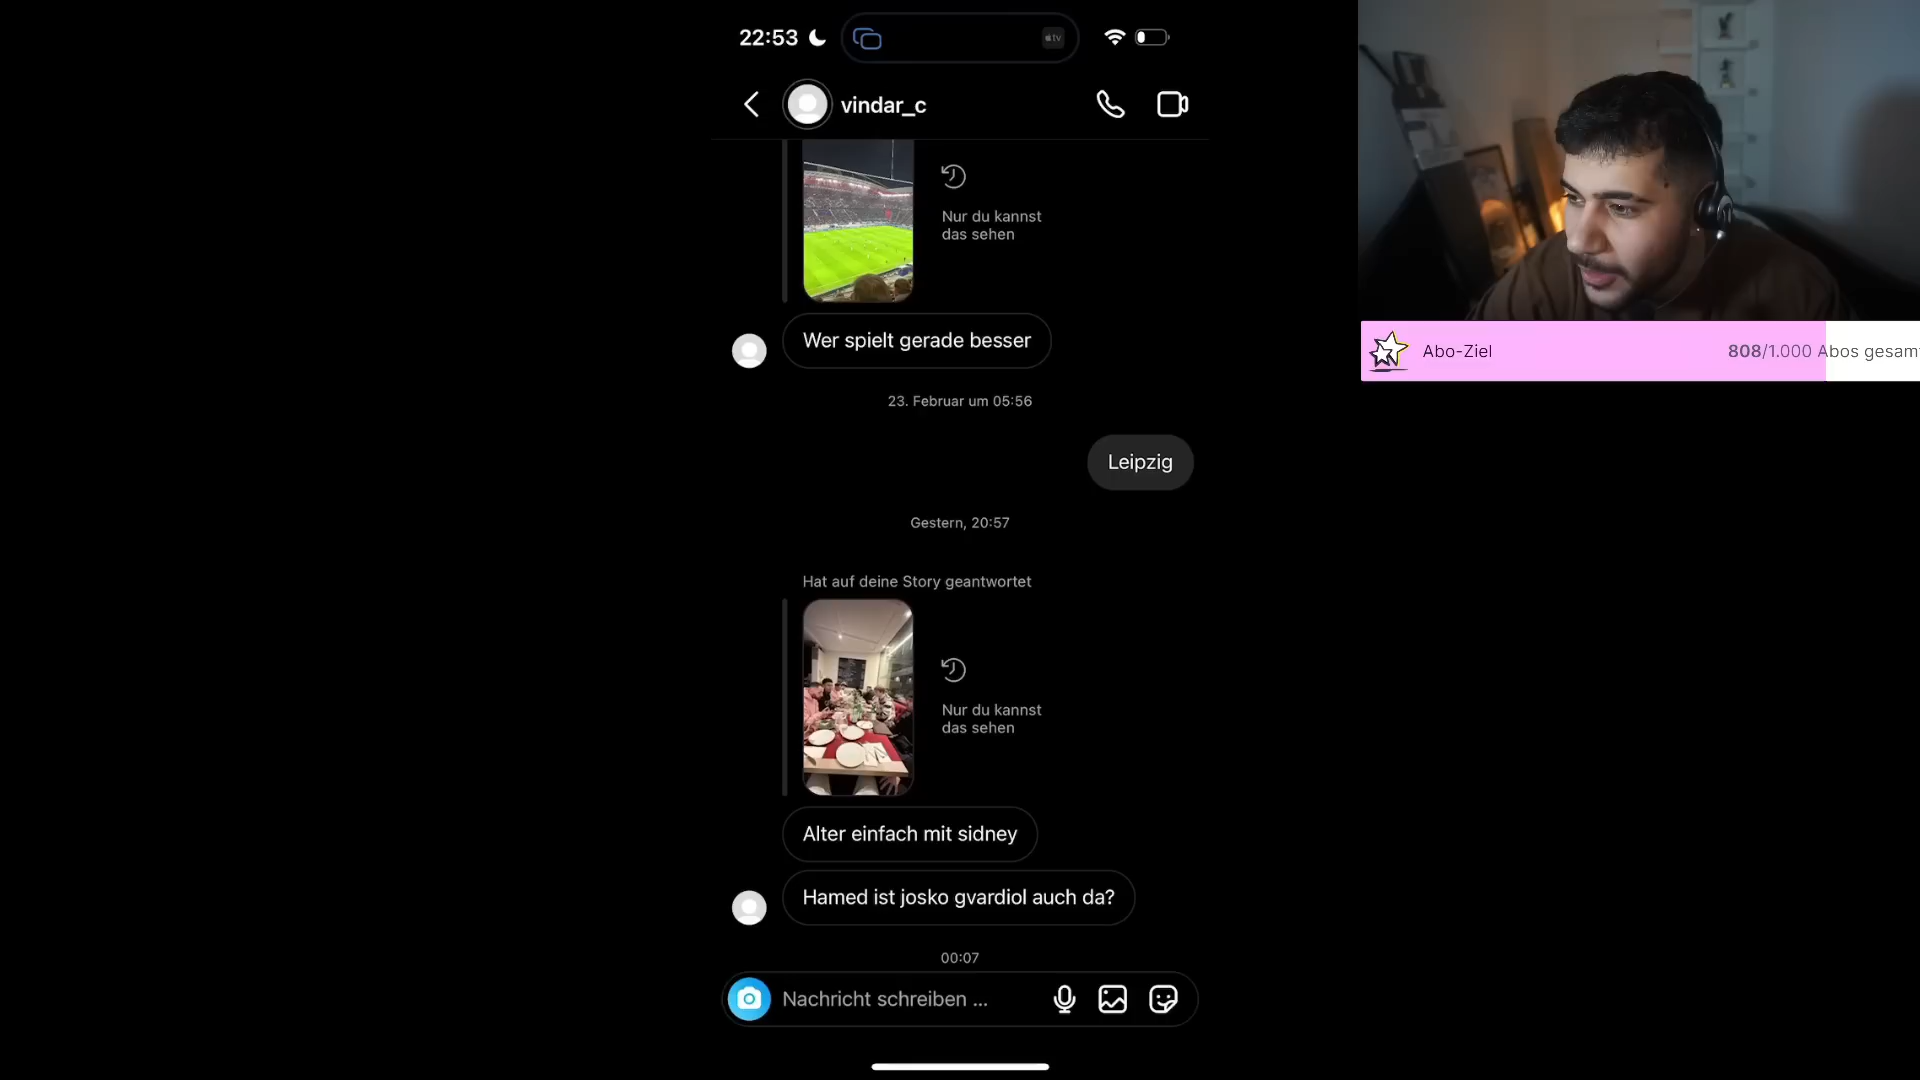 22:53
tv
vindar_c
Nur du kannst
das sehen
Wer spielt gerade besser
23. Februar um 05:56
Leipzig
Gestern, 20:57
Hat auf deine Story geantwortet
Nur du kannst
das sehen
Alter einfach mit sidney
Hamed ist josko gvardiol auch da?
00:07
Nachricht schreiben ...
Abo-Ziel
808/1.000 Abos gesamt